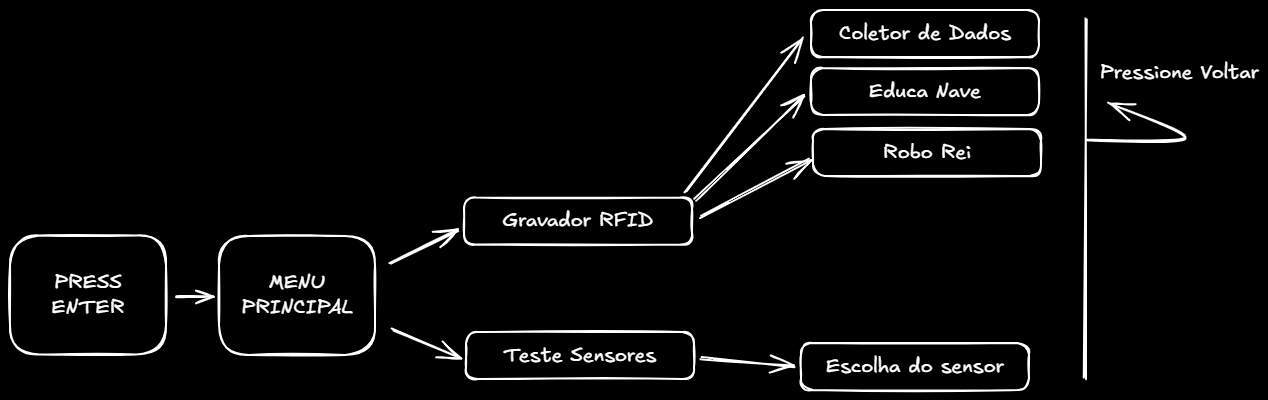 Coletor de Dados
Pressione Voltar
Educa Nave
Robo Rei
Gravador RFID
PRESS
ENTER
MENU
PRINCIPAL
Teste Sensores
Escolha do sensor